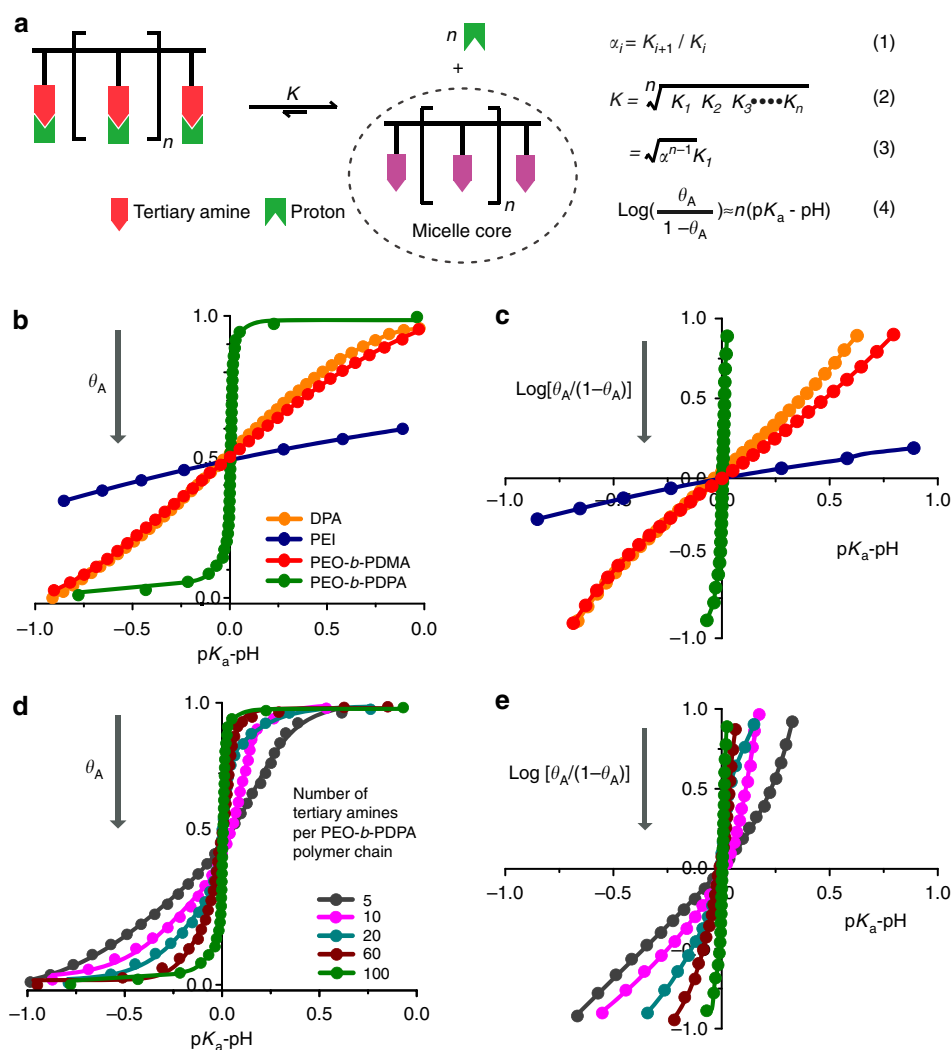 a
n
+
K
n
n
Micelle core
Tertiary amine
Proton
α_i = K_{i+1} / K_i (1)
K = ⁿ√K_1 K_2 K_3••••K_n (2)
= √α^{n−1} K_1 (3)
Log(θ_A / 1 − θ_A) ≈ n(pK_a - pH) (4)
b
θ_A
1.0
0.5
0.0
DPA
PEI
PEO-b-PDMA
PEO-b-PDPA
−1.0 −0.5 0.0 0.5 0.0
pK_a-pH
c
Log[θ_A/(1−θ_A)]
1.0
0.5
0.0
−1.0 −0.5 0.0 0.5 1.0
pK_a-pH
−0.5
−1.0
d
θ_A
1.0
0.5
0.0
Number of
tertiary amines
per PEO-b-PDPA
polymer chain
5
10
20
60
100
−1.0 −0.5 0.0 0.5 1.0
pK_a-pH
e
Log [θ_A/(1−θ_A)]
1.0
0.5
0.0
−1.0 −0.5 0.0 0.5 1.0
pK_a-pH
−0.5
−1.0